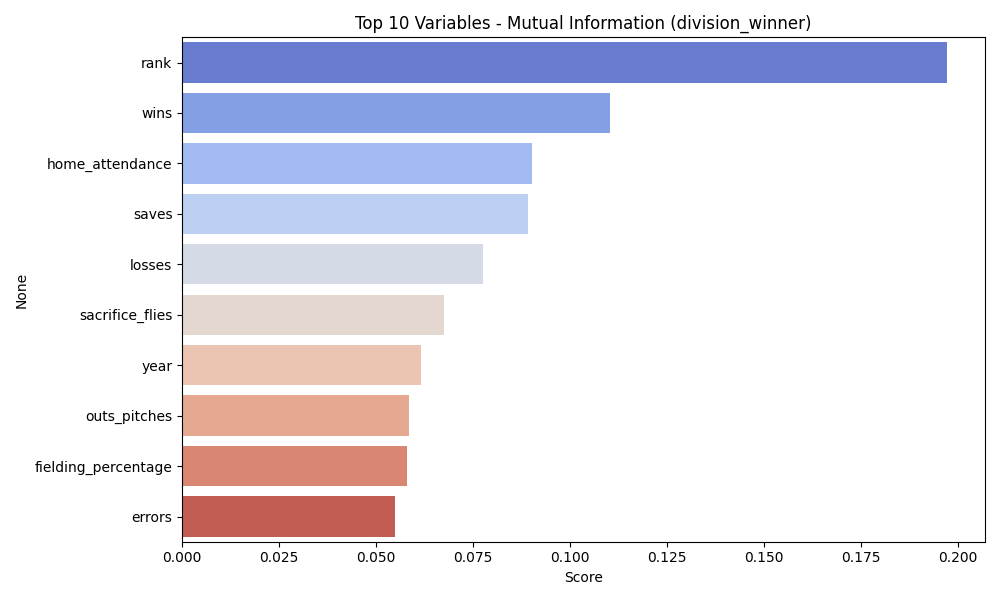 Top 10 Variables - Mutual Information (division_winner)
None
rank
wins
home_attendance
saves
losses
sacrifice_flies
year
outs_pitches
fielding_percentage
errors
0.000 0.025 0.050 0.075 0.100 0.125 0.150 0.175 0.200
Score